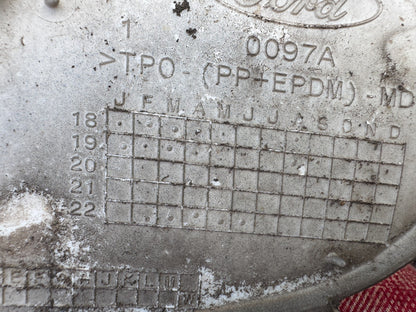 Ford
1 0097A
>TPO-(PP+EPDM)-MD
J F M A M J J A S O N D
18
19
20
21
22
J K L M